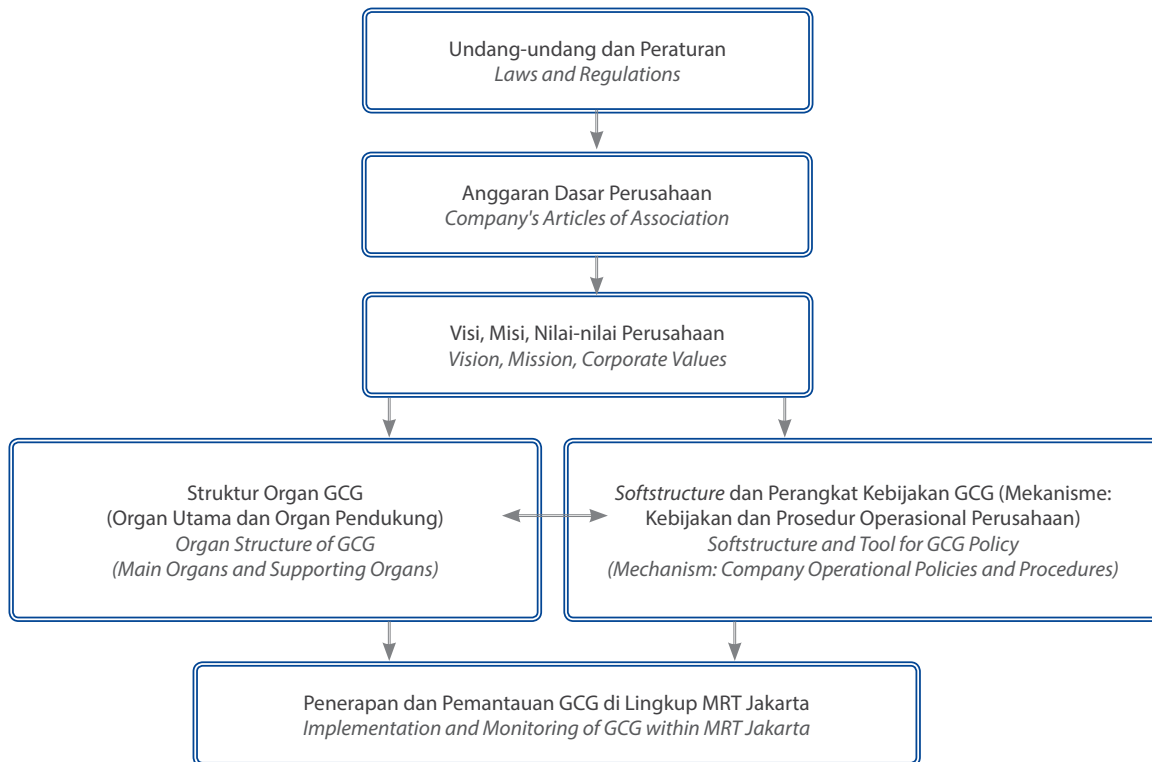 Undang-undang dan Peraturan
Laws and Regulations
Anggaran Dasar Perusahaan
Company's Articles of Association
Visi, Misi, Nilai-nilai Perusahaan
Vision, Mission, Corporate Values
Struktur Organ GCG
(Organ Utama dan Organ Pendukung)
Organ Structure of GCG
(Main Organs and Supporting Organs)
Softstructure dan Perangkat Kebijakan GCG (Mekanisme:
Kebijakan dan Prosedur Operasional Perusahaan)
Softstructure and Tool for GCG Policy
(Mechanism: Company Operational Policies and Procedures)
Penerapan dan Pemantauan GCG di Lingkup MRT Jakarta
Implementation and Monitoring of GCG within MRT Jakarta